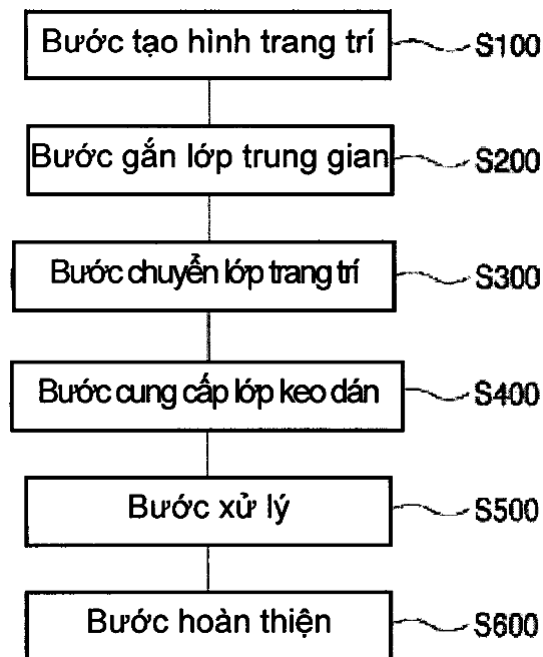 Bước tạo hình trang trí S100
Bước gắn lớp trung gian S200
Bước chuyển lớp trang trí S300
Bước cung cấp lớp keo dán S400
Bước xử lý S500
Bước hoàn thiện S600